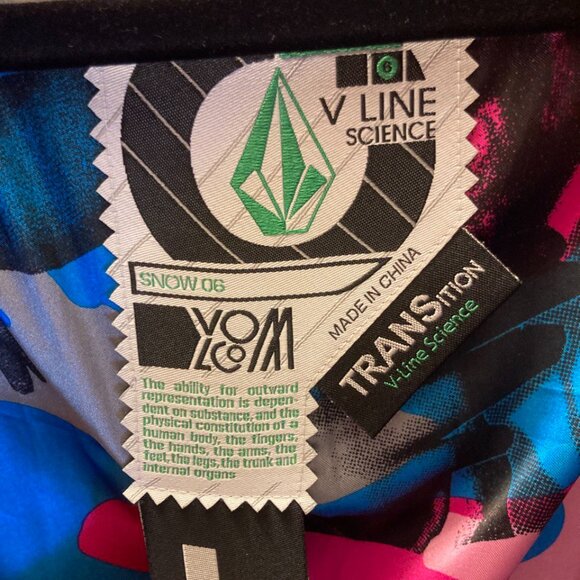 6
V LINE
SCIENCE
SNOW 06
MADE IN CHINA
VOLCOM
TRANSITION
V-Line Science
The ability for outward
representation is depen-
dent on substance, and the
physical constitution of a
human body, the fingers,
the hands, the arms, the
feet, the legs, the trunk and
internal organs